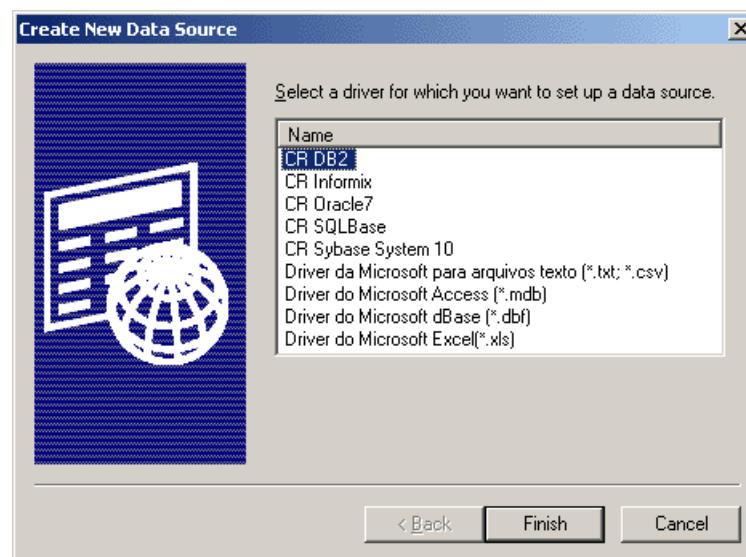 Create New Data Source
Select a driver for which you want to set up a data source.
Name
CR DB2
CR Informix
CR Oracle7
CR SQLBase
CR Sybase System 10
Driver da Microsoft para arquivos texto (*.txt; *.csv)
Driver do Microsoft Access (*.mdb)
Driver do Microsoft dBase (*.dbf)
Driver do Microsoft Excel(*.xls)
< Back Finish Cancel